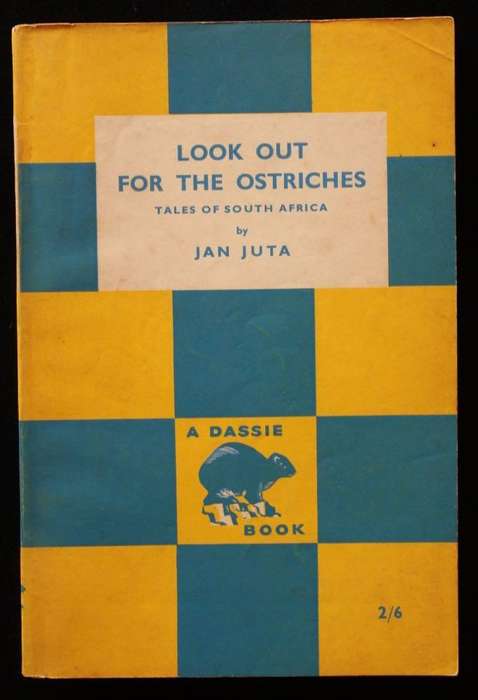 LOOK OUT
FOR THE OSTRICHES
TALES OF SOUTH AFRICA
by
JAN JUTA
A DASSIE
BOOK
2/6